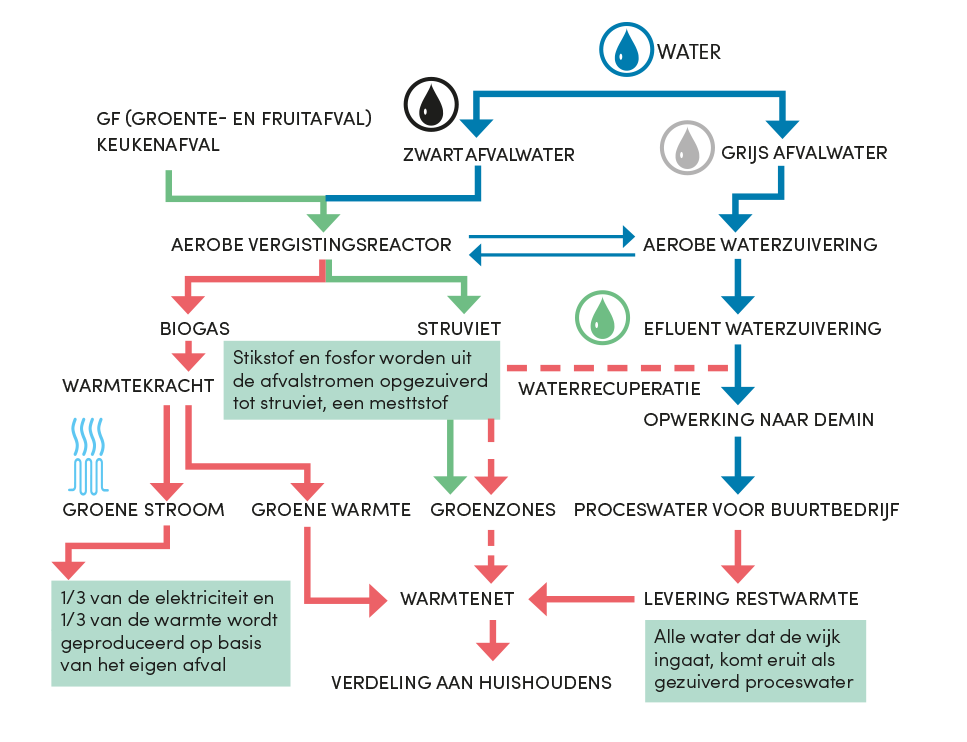 WATER
GF (GROENTE- EN FRUITAFVAL)
KEUKENAFVAL
ZWART AFVALWATER
GRIJS AFVALWATER
AEROBE VERGISTINGSREACTOR
AEROBE WATERZUIVERING
BIOGAS
STRUVIET
EFLUENT WATERZUIVERING
Stikstof en fosfor worden uit
de afvalstromen opgezuiverd
tot struviet, een mesttstof
WARMTEKRACHT
WATERRECUPERATIE
OPWERKING NAAR DEMIN
GROENE STROOM
GROENE WARMTE
GROENZONES
PROCESWATER VOOR BUURTBEDRIJF
1/3 van de elektriciteit en
1/3 van de warmte wordt
geproduceerd op basis
van het eigen afval
WARMTENET
LEVERING RESTWARMTE
Alle water dat de wijk
ingaat, komt eruit als
gezuiverd proceswater
VERDELING AAN HUISHOUDENS